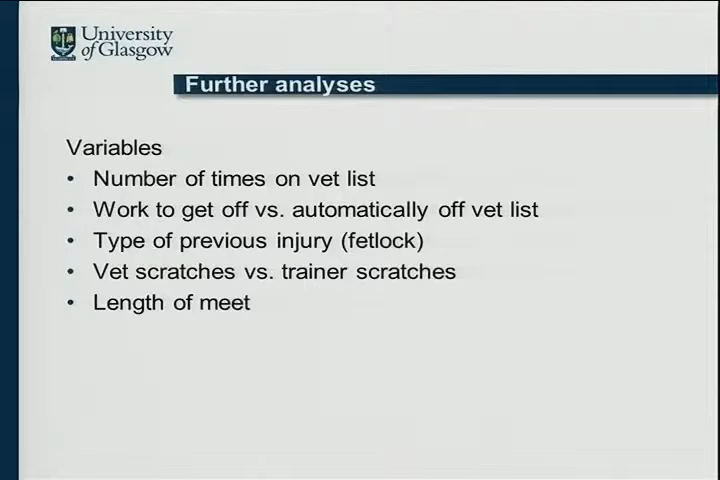 University
of Glasgow
Further analyses
Variables
• Number of times on vet list
• Work to get off vs. automatically off vet list
• Type of previous injury (fetlock)
• Vet scratches vs. trainer scratches
• Length of meet